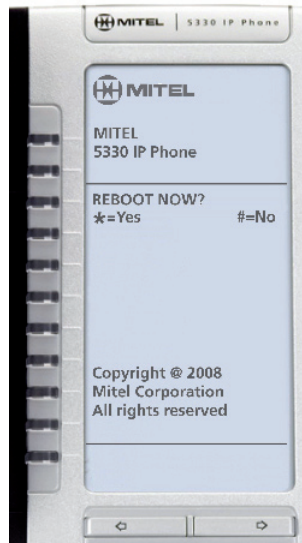 MITEL | 5330 IP Phone
MITEL
MITEL
5330 IP Phone
REBOOT NOW?
*=Yes #=No
Copyright @ 2008
Mitel Corporation
All rights reserved